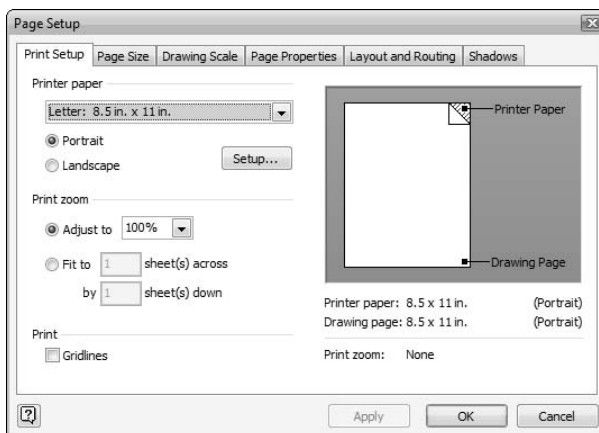 Page Setup
Print Setup Page Size Drawing Scale Page Properties Layout and Routing Shadows
Printer paper
Letter: 8.5 in. x 11 in.
Portrait
Landscape
Setup...
Print zoom
Adjust to 100%
Fit to 1 sheet(s) across
by 1 sheet(s) down
Print
Gridlines
Printer Paper
Drawing Page
Printer paper: 8.5 x 11 in. (Portrait)
Drawing page: 8.5 x 11 in. (Portrait)
Print zoom: None
?
Apply OK Cancel